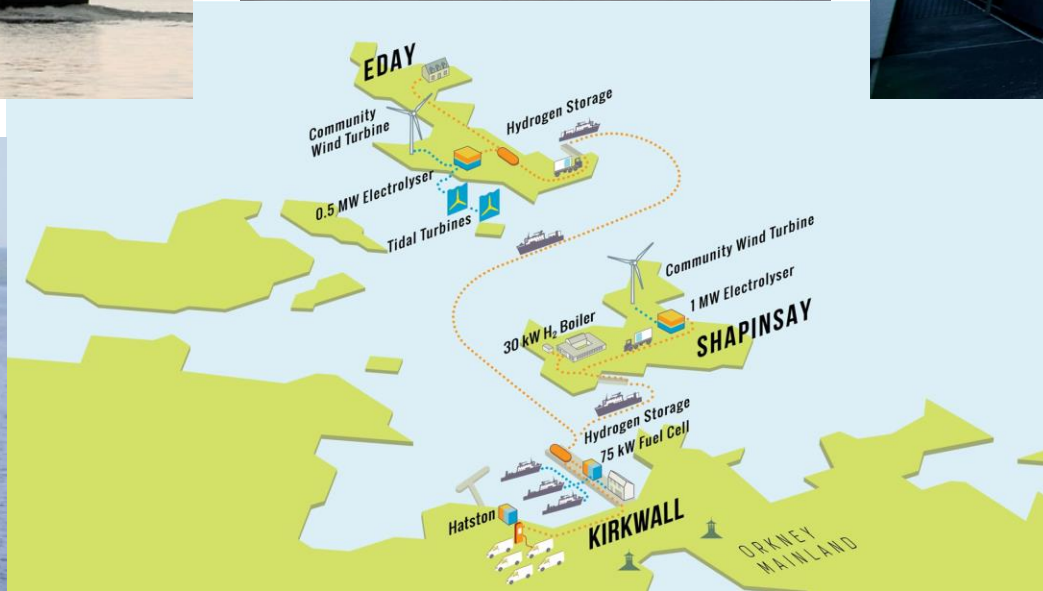 EDAY
Hydrogen Storage
Community
Wind Turbine
0.5 MW Electrolyser
Tidal Turbines
Community Wind Turbine
1 MW Electrolyser
30 kW H₂ Boiler
SHAPINSAY
Hydrogen Storage
75 kW Fuel Cell
Hatston
KIRKWALL
ORKNEY
MAINLAND